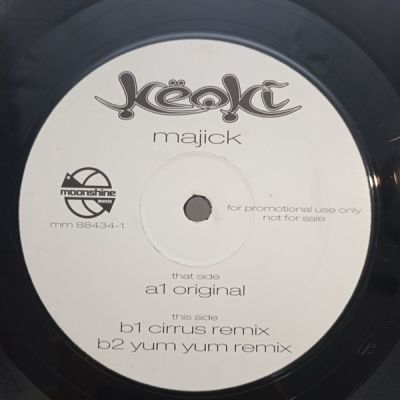 Këoki
majick
moonshine
music
mm 88434-1
for promotional use only
not for sale
that side
a1 original
this side
b1 cirrus remix
b2 yum yum remix